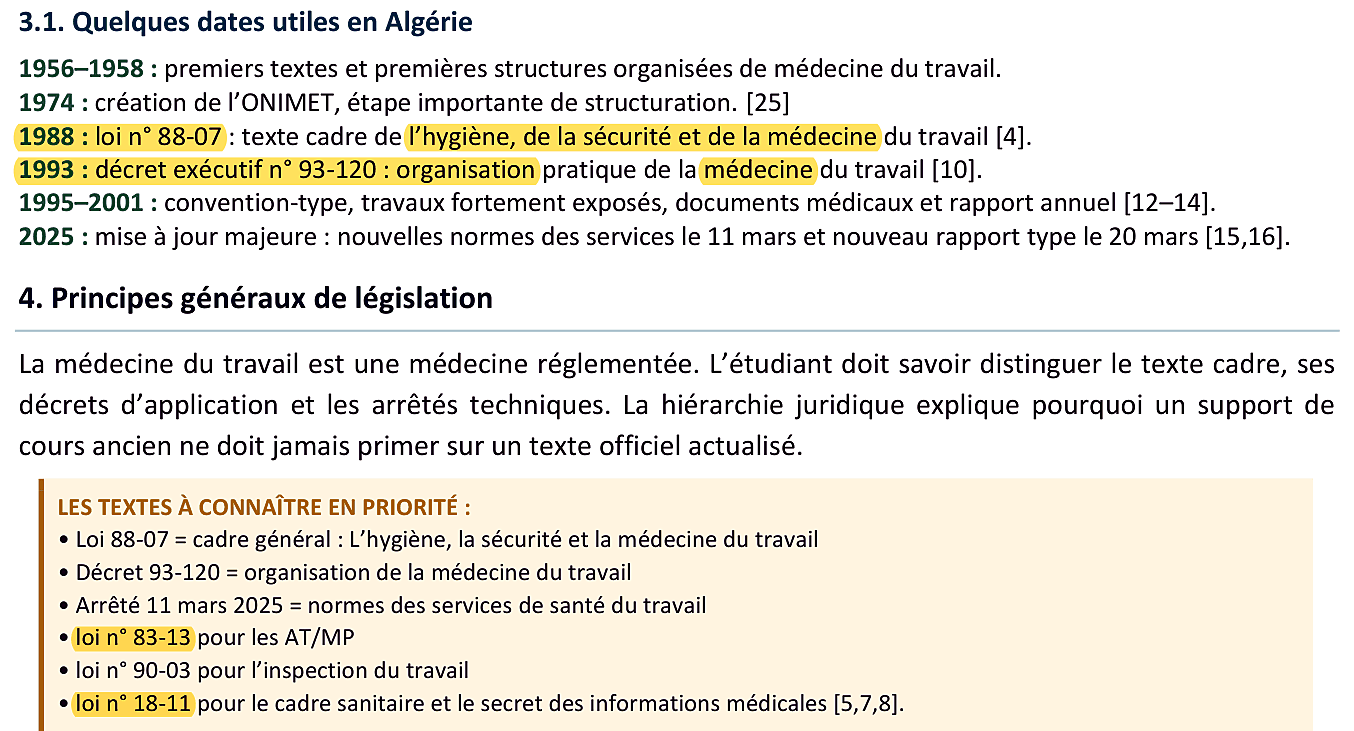 3.1. Quelques dates utiles en Algérie
1956–1958 : premiers textes et premières structures organisées de médecine du travail.
1974 : création de l’ONIMET, étape importante de structuration. [25]
1988 : loi n° 88-07 : texte cadre de l’hygiène, de la sécurité et de la médecine du travail [4].
1993 : décret exécutif n° 93-120 : organisation pratique de la médecine du travail [10].
1995–2001 : convention-type, travaux fortement exposés, documents médicaux et rapport annuel [12–14].
2025 : mise à jour majeure : nouvelles normes des services le 11 mars et nouveau rapport type le 20 mars [15,16].
4. Principes généraux de législation
La médecine du travail est une médecine réglementée. L’étudiant doit savoir distinguer le texte cadre, ses
décrets d’application et les arrêtés techniques. La hiérarchie juridique explique pourquoi un support de
cours ancien ne doit jamais primer sur un texte officiel actualisé.
LES TEXTES À CONNAÎTRE EN PRIORITÉ :
• Loi 88-07 = cadre général : L’hygiène, la sécurité et la médecine du travail
• Décret 93-120 = organisation de la médecine du travail
• Arrêté 11 mars 2025 = normes des services de santé du travail
• loi n° 83-13 pour les AT/MP
• loi n° 90-03 pour l’inspection du travail
• loi n° 18-11 pour le cadre sanitaire et le secret des informations médicales [5,7,8].